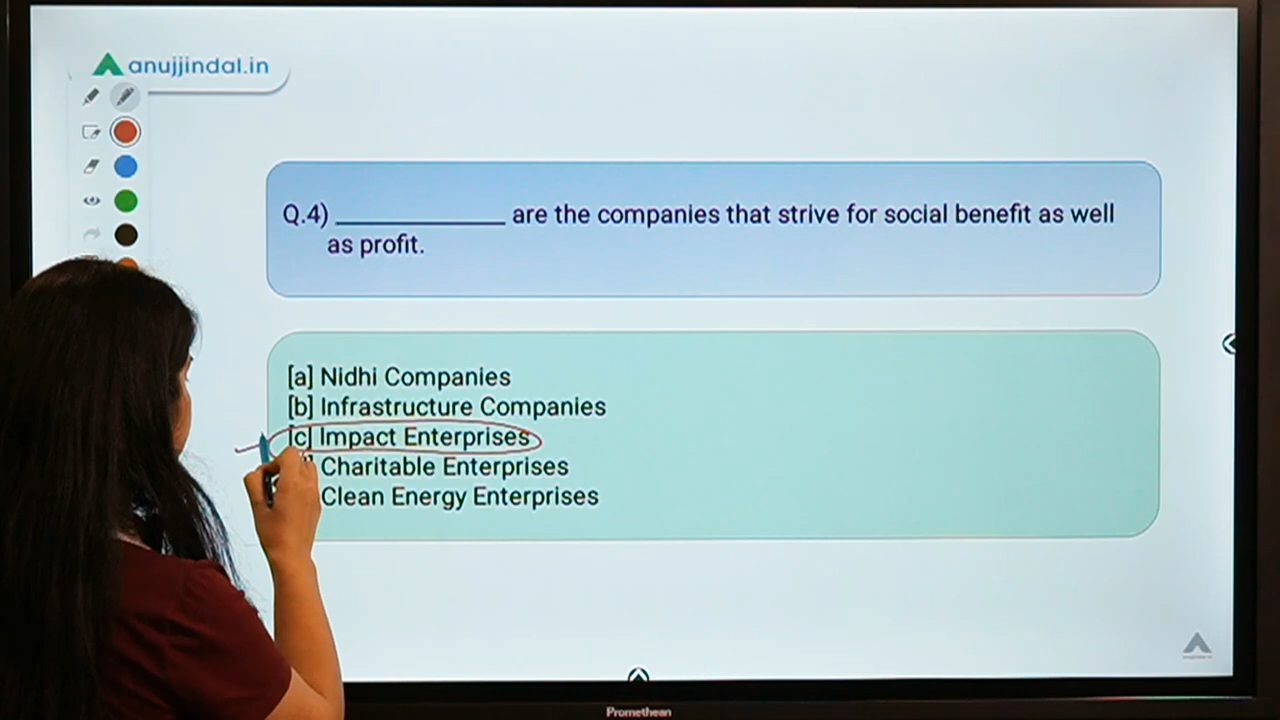 anujjindal.in
Q.4) ____________ are the companies that strive for social benefit as well
as profit.
[a] Nidhi Companies
[b] Infrastructure Companies
[c] Impact Enterprises
Charitable Enterprises
Clean Energy Enterprises
Promethean